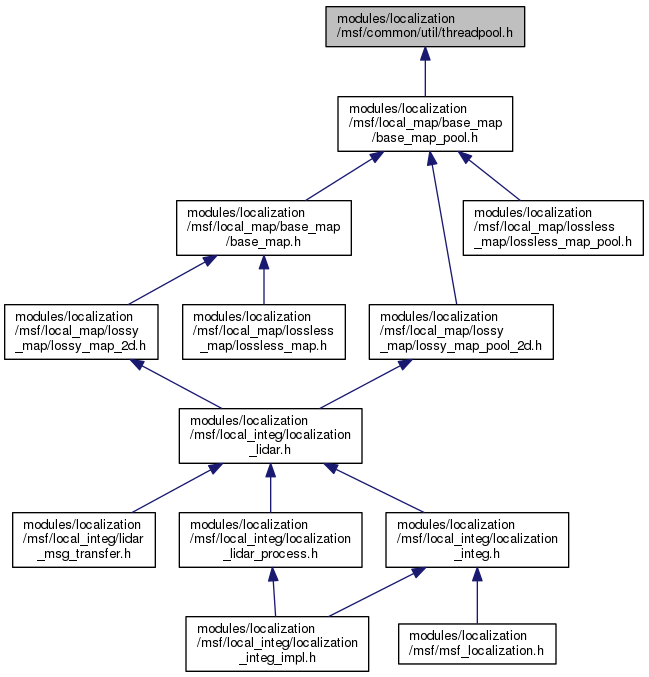 modules/localization
/msf/common/util/threadpool.h
modules/localization
/msf/local_map/base_map
/base_map_pool.h
modules/localization
/msf/local_map/base_map
/base_map.h
modules/localization
/msf/local_map/lossless
_map/lossless_map_pool.h
modules/localization
/msf/local_map/lossy
_map/lossy_map_2d.h
modules/localization
/msf/local_map/lossless
_map/lossless_map.h
modules/localization
/msf/local_map/lossy
_map/lossy_map_pool_2d.h
modules/localization
/msf/local_integ/localization
_lidar.h
modules/localization
/msf/local_integ/lidar
_msg_transfer.h
modules/localization
/msf/local_integ/localization
_lidar_process.h
modules/localization
/msf/local_integ/localization
_integ.h
modules/localization
/msf/local_integ/localization
_integ_impl.h
modules/localization
/msf/msf_localization.h